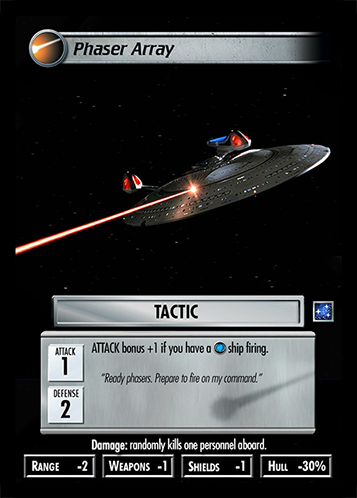 Phaser Array
TACTIC
ATTACK
1
ATTACK bonus +1 if you have a ship firing.
"Ready phasers. Prepare to fire on my command."
DEFENSE
2
Damage: randomly kills one personnel aboard.
RANGE -2 WEAPONS -1 SHIELDS -1 HULL -30%